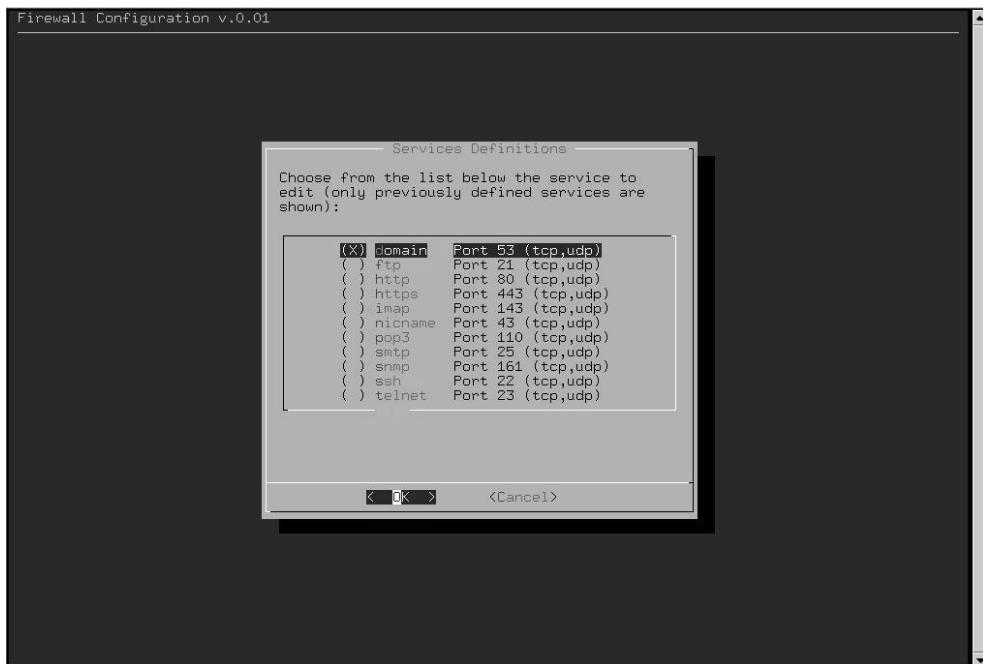 Firewall Configuration v.0.01
Services Definitions
Choose from the list below the service to
edit (only previously defined services are
shown):
(X) domain Port 53 (tcp,udp)
( ) ftp Port 21 (tcp,udp)
( ) http Port 80 (tcp,udp)
( ) https Port 443 (tcp,udp)
( ) imap Port 143 (tcp,udp)
( ) nicname Port 43 (tcp,udp)
( ) pop3 Port 110 (tcp,udp)
( ) smtp Port 25 (tcp,udp)
( ) snmp Port 161 (tcp,udp)
( ) ssh Port 22 (tcp,udp)
( ) telnet Port 23 (tcp,udp)
< OK > <Cancel>